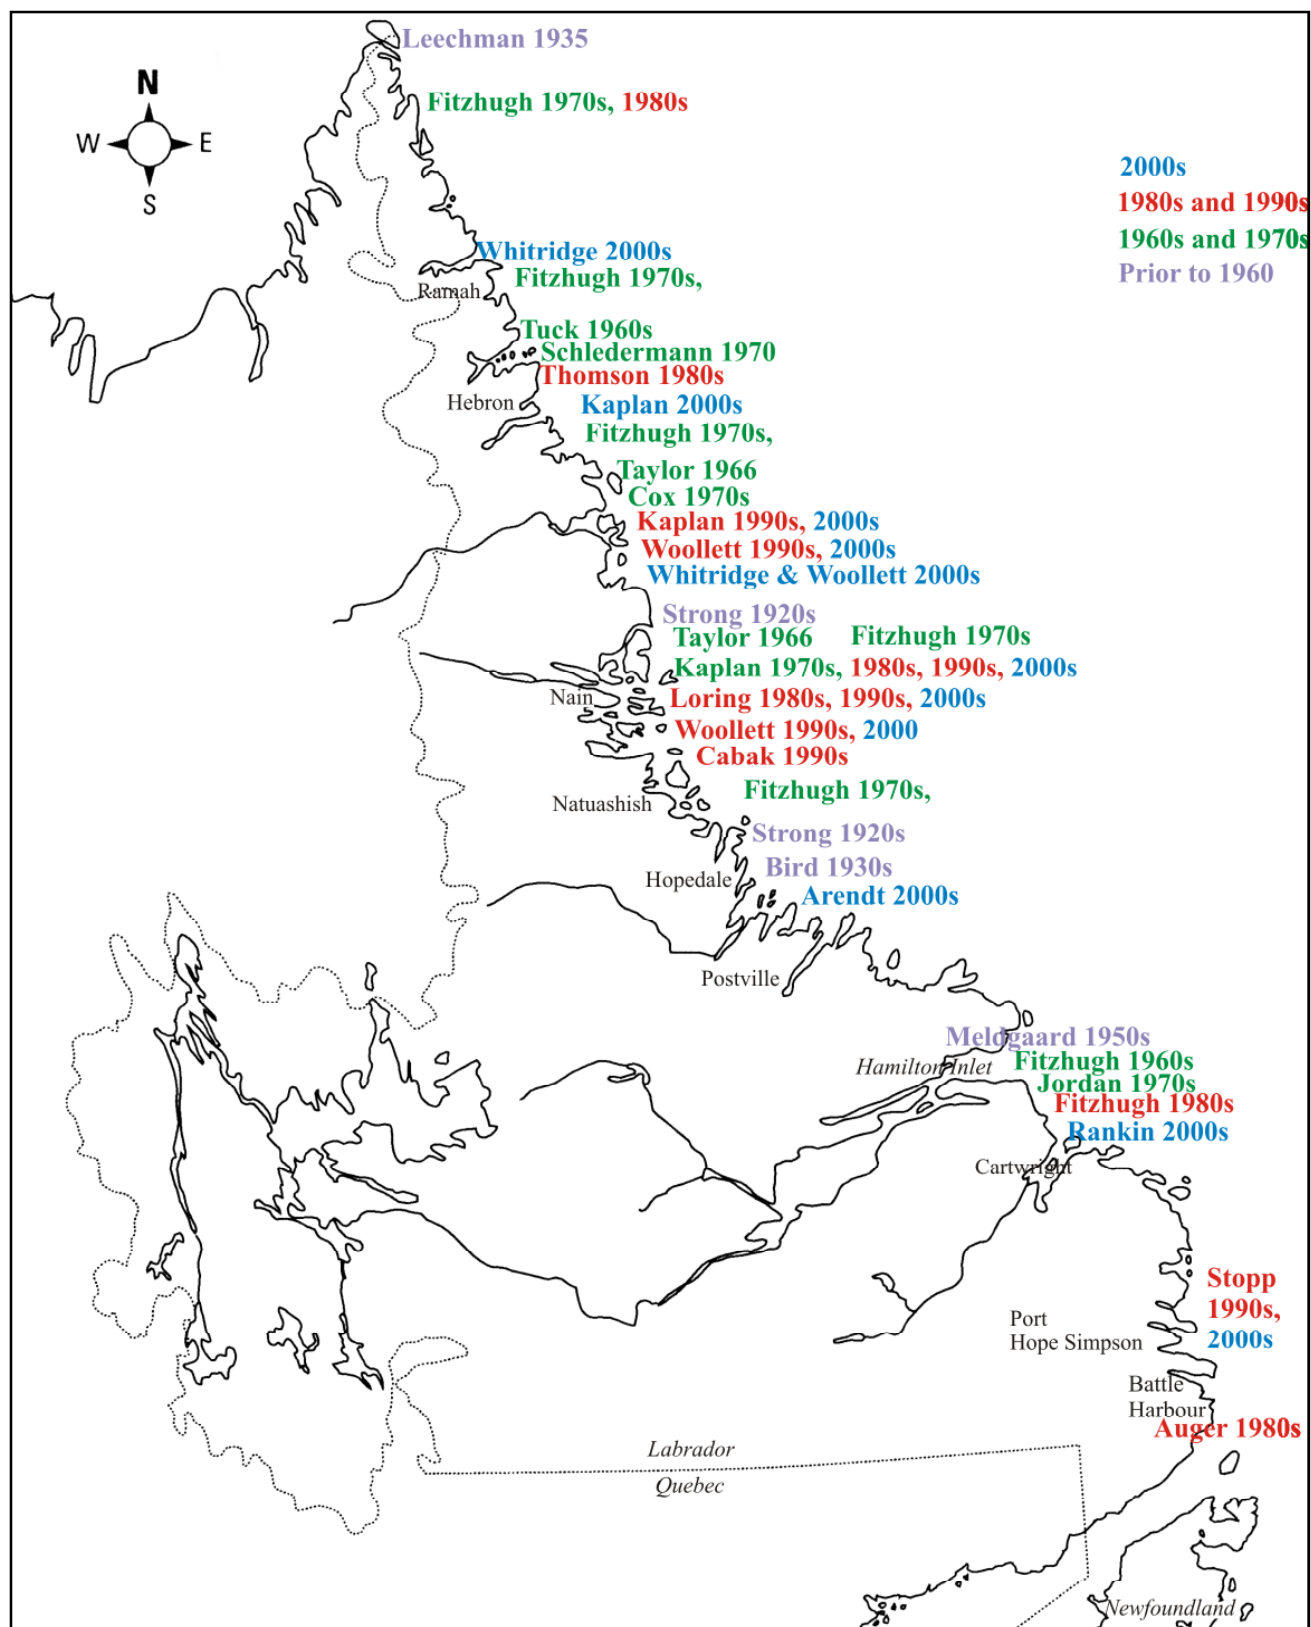 Leechman 1935
N
Fitzhugh 1970s, 1980s
W E
S
2000s
1980s and 1990s
1960s and 1970s
Prior to 1960
Whitridge 2000s
Fitzhugh 1970s,
Ramah
Tuck 1960s
Schledermann 1970
Thomson 1980s
Hebron
Kaplan 2000s
Fitzhugh 1970s,
Taylor 1966
Cox 1970s
Kaplan 1990s, 2000s
Woollett 1990s, 2000s
Whitridge & Woollett 2000s
Strong 1920s
Taylor 1966 Fitzhugh 1970s
Kaplan 1970s, 1980s, 1990s, 2000s
Nain
Loring 1980s, 1990s, 2000s
Woollett 1990s, 2000
Cabak 1990s
Fitzhugh 1970s,
Natuashish
Strong 1920s
Bird 1930s
Hopedale
Arendt 2000s
Postville
Meldgaard 1950s
Hamilton Inlet
Fitzhugh 1960s
Jordan 1970s
Fitzhugh 1980s
Rankin 2000s
Cartwright
Stopp
1990s,
2000s
Port
Hope Simpson
Battle
Harbour
Auger 1980s
Labrador
Quebec
Newfoundland